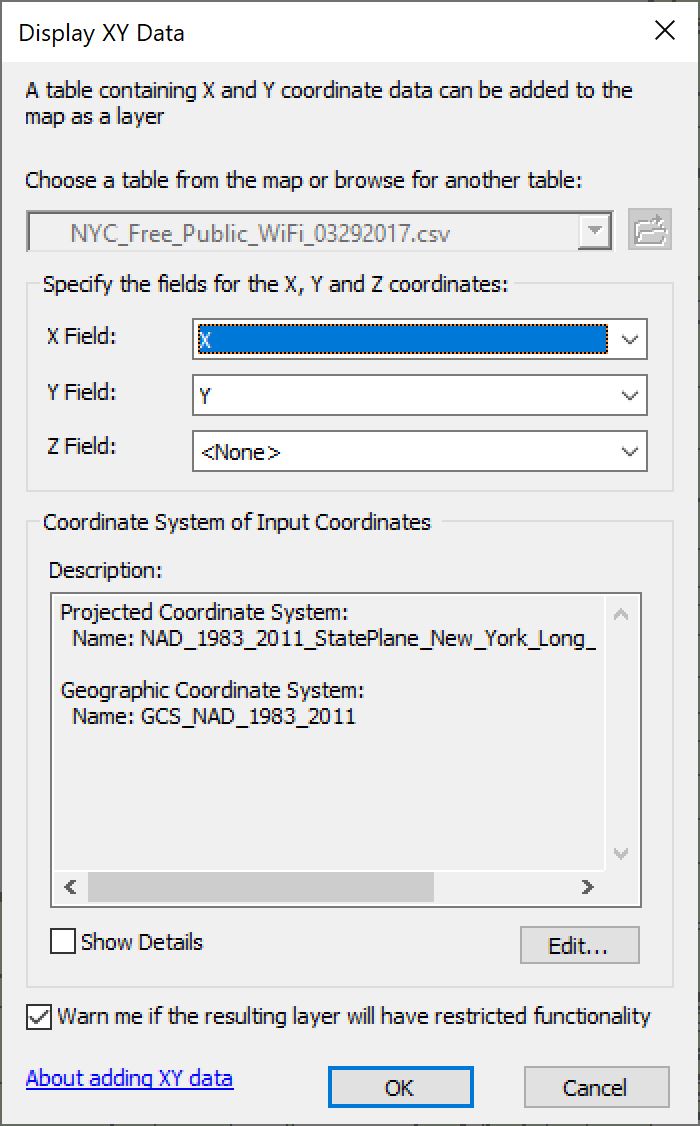 Display XY Data
A table containing X and Y coordinate data can be added to the
map as a layer
Choose a table from the map or browse for another table:
NYC_Free_Public_WiFi_03292017.csv
Specify the fields for the X, Y and Z coordinates:
X Field:
X
Y Field:
Y
Z Field:
<None>
Coordinate System of Input Coordinates
Description:
Projected Coordinate System:
Name: NAD_1983_2011_StatePlane_New_York_Long_
Geographic Coordinate System:
Name: GCS_NAD_1983_2011
Show Details
Edit...
Warn me if the resulting layer will have restricted functionality
About adding XY data
OK
Cancel